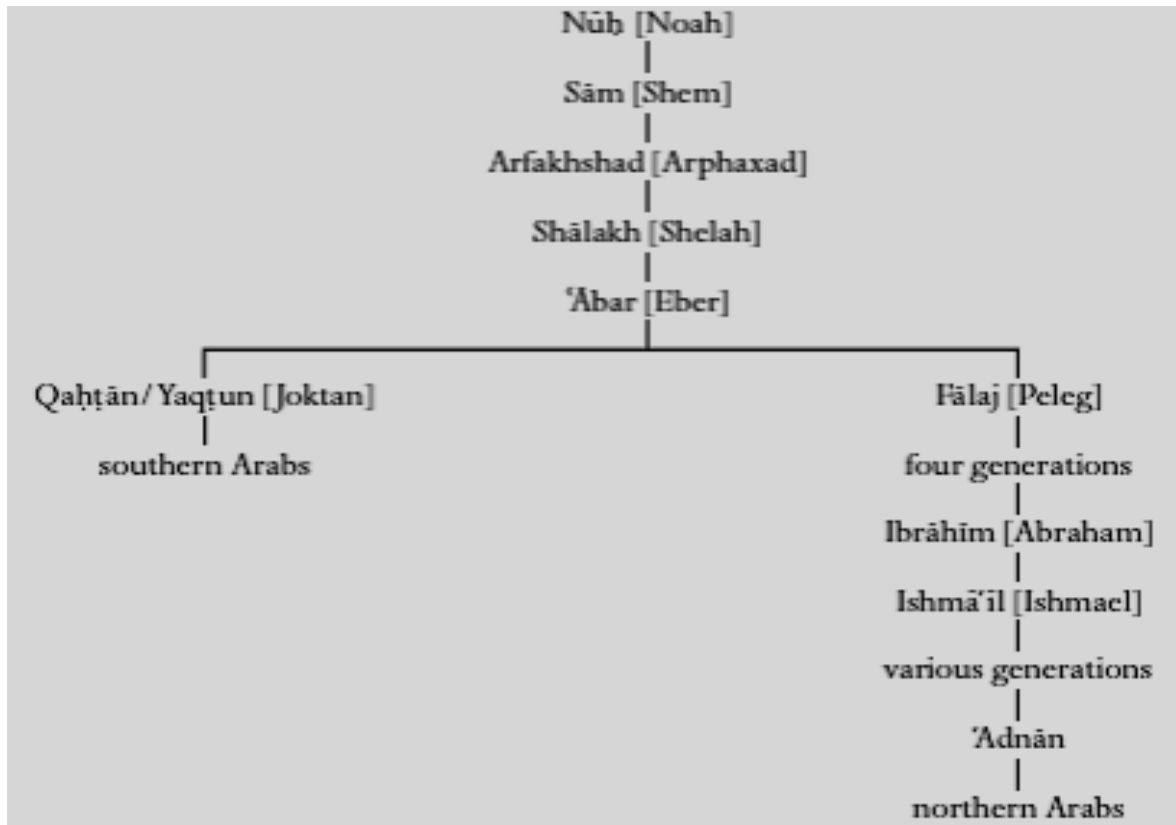 Nūḥ [Noah]
Sām [Shem]
Arfakhshad [Arphaxad]
Shālakh [Shelah]
ʿĀbar [Eber]
Qaḥṭān/Yaqṭun [Joktan]
Fālaj [Peleg]
southern Arabs
four generations
Ibrāhīm [Abraham]
Ishmāʿīl [Ishmael]
various generations
ʿAdnān
northern Arabs